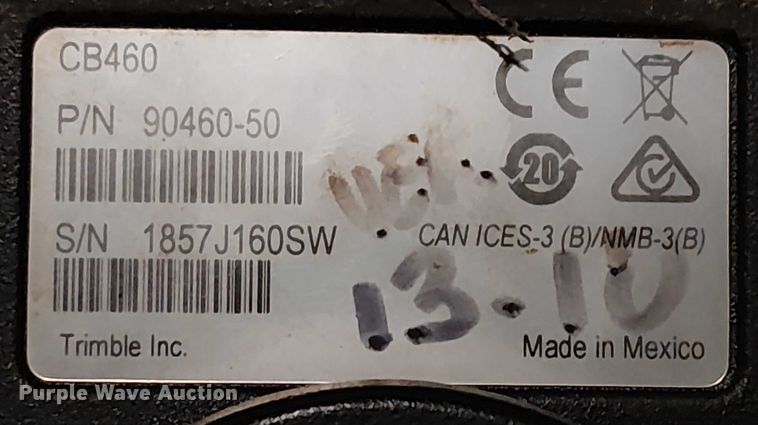 CB460
CE
P/N 90460-50
20
S/N 1857J160SW
CAN ICES-3 (B)/NMB-3(B)
13-10
Trimble Inc.
Made in Mexico
Purple Wave Auction